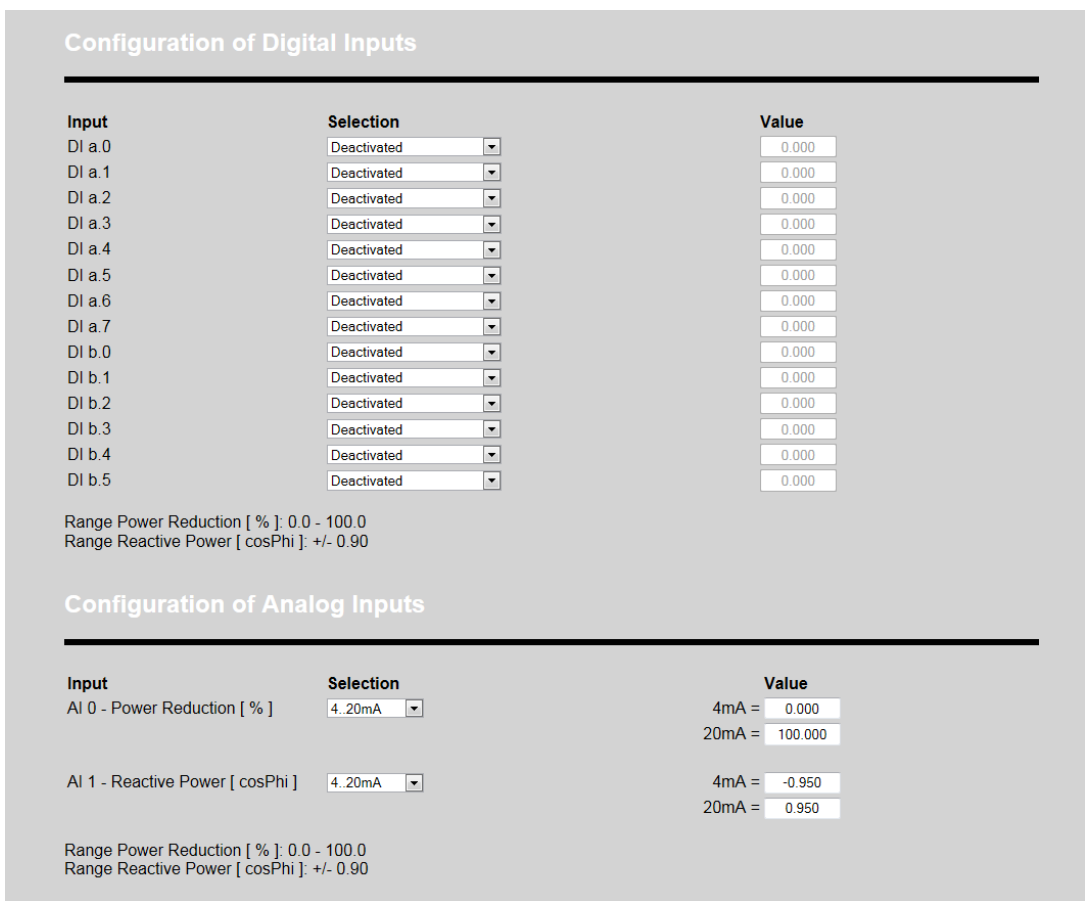 Configuration of Digital Inputs
Input Selection Value
DI a.0 Deactivated 0.000
DI a.1 Deactivated 0.000
DI a.2 Deactivated 0.000
DI a.3 Deactivated 0.000
DI a.4 Deactivated 0.000
DI a.5 Deactivated 0.000
DI a.6 Deactivated 0.000
DI a.7 Deactivated 0.000
DI b.0 Deactivated 0.000
DI b.1 Deactivated 0.000
DI b.2 Deactivated 0.000
DI b.3 Deactivated 0.000
DI b.4 Deactivated 0.000
DI b.5 Deactivated 0.000
Range Power Reduction [ % ]: 0.0 - 100.0
Range Reactive Power [ cosPhi ]: +/- 0.90
Configuration of Analog Inputs
Input Selection Value
AI 0 - Power Reduction [ % ] 4..20mA 4mA = 0.000
20mA = 100.000
AI 1 - Reactive Power [ cosPhi ] 4..20mA 4mA = -0.950
20mA = 0.950
Range Power Reduction [ % ]: 0.0 - 100.0
Range Reactive Power [ cosPhi ]: +/- 0.90